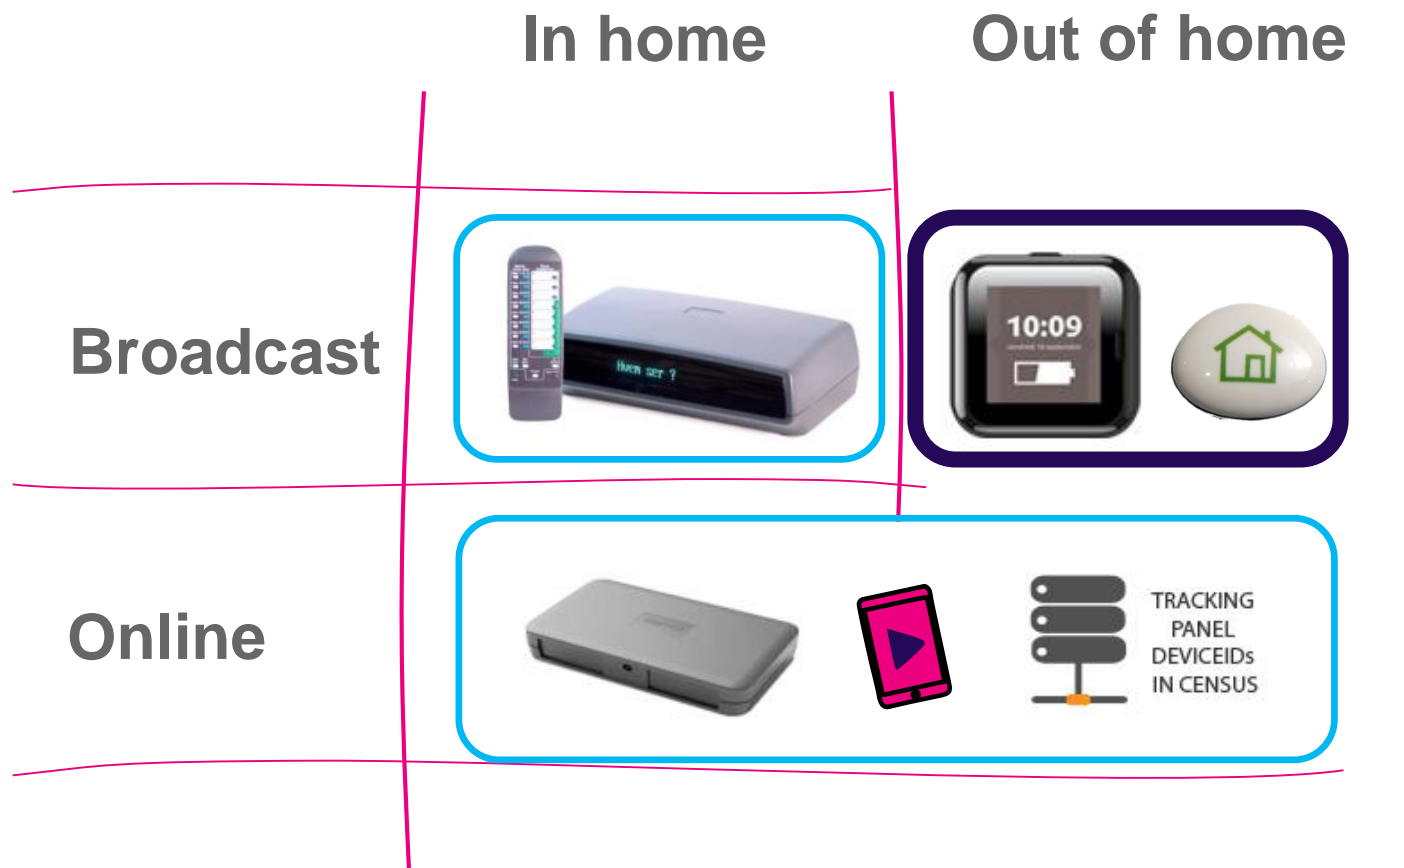 In home
Out of home
Broadcast
Hvem ser ?
10:09
Online
TRACKING
PANEL
DEVICEIDs
IN CENSUS